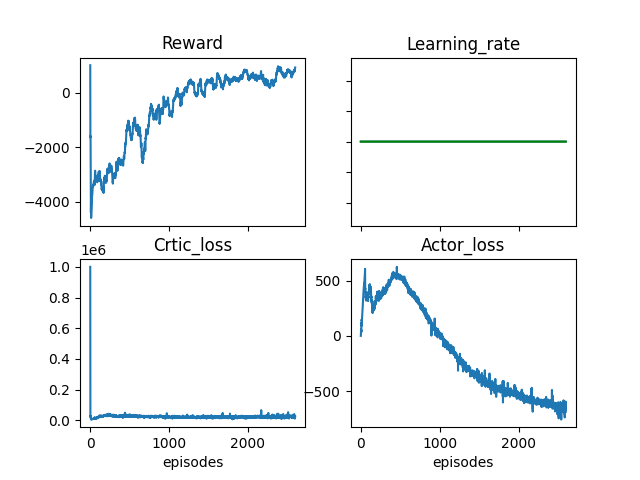 Reward
Learning_rate
0
−2000
−4000
Crtic_loss
Actor_loss
1e6
1.0
0.8
0.6
0.4
0.2
0.0
500
0
−500
0 1000 2000
0 1000 2000
episodes
episodes